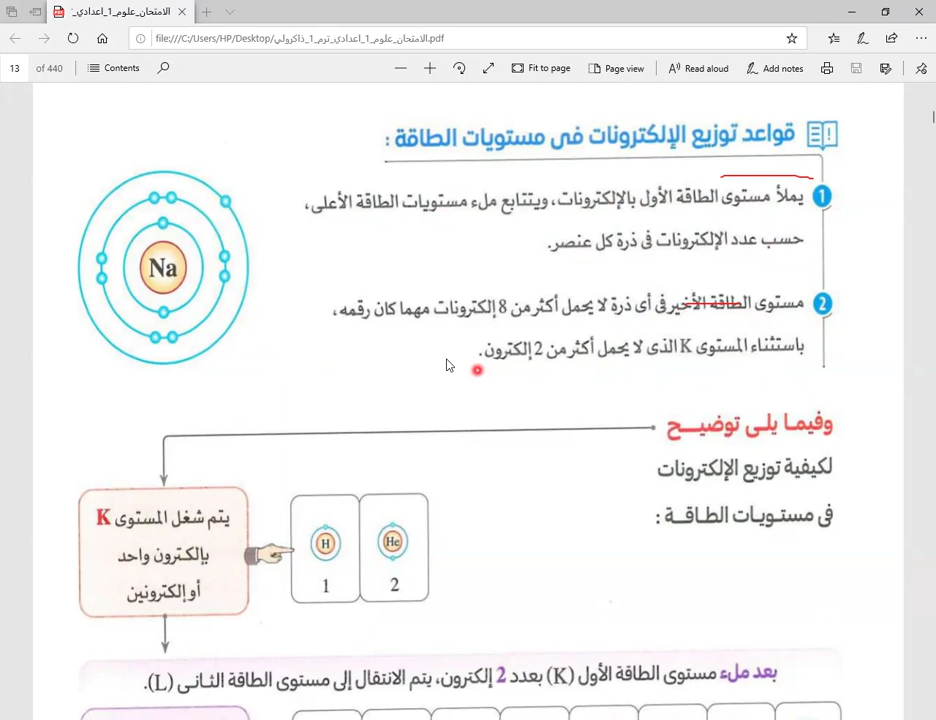 الامتحان_علوم_1_اعدادي_تر
file:///C:/Users/HP/Desktop/الامتحان_علوم_1_اعدادي_ترم_1_ذاكرولي.pdf
13 of 440 Contents Fit to page Page view Read aloud Add notes
قواعد توزيع الإلكترونات فى مستويات الطاقة :
1 يملأ مستوى الطاقة الأول بالإلكترونات، ويتتابع ملء مستويات الطاقة الأعلى،
حسب عدد الإلكترونات فى ذرة كل عنصر.
Na
2 مستوى الطاقة الأخير فى أى ذرة لا يحمل أكثر من 8 إلكترونات مهما كان رقمه،
باستثناء المستوى K الذى لا يحمل أكثر من 2 إلكترون.
وفيما يلى توضيح
لكيفية توزيع الإلكترونات
فى مستويات الطاقة :
يتم شغل المستوى K
بإلكترون واحد
أو إلكترونين
H He
1 2
بعد ملء مستوى الطاقة الأول (K) بعدد 2 إلكترون، يتم الانتقال إلى مستوى الطاقة الثانى (L).